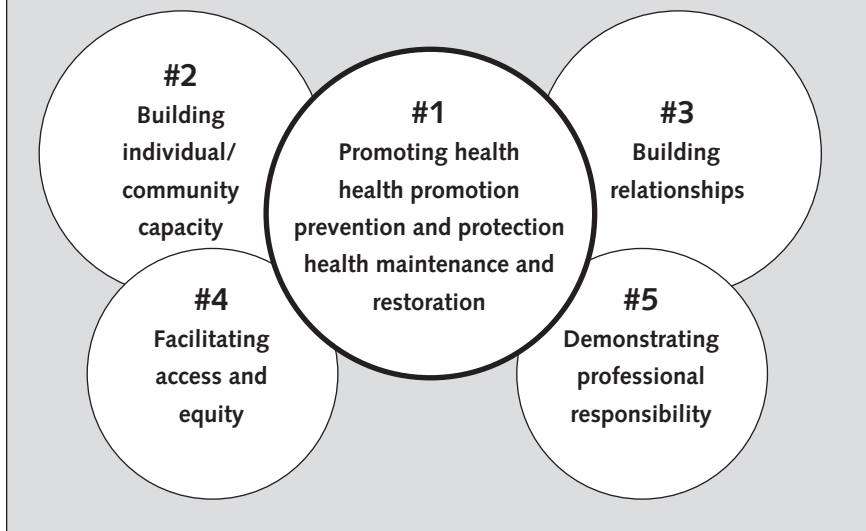 #2
Building
individual/
community
capacity
#1
Promoting health
health promotion
prevention and protection
health maintenance and
restoration
#3
Building
relationships
#4
Facilitating
access and
equity
#5
Demonstrating
professional
responsibility